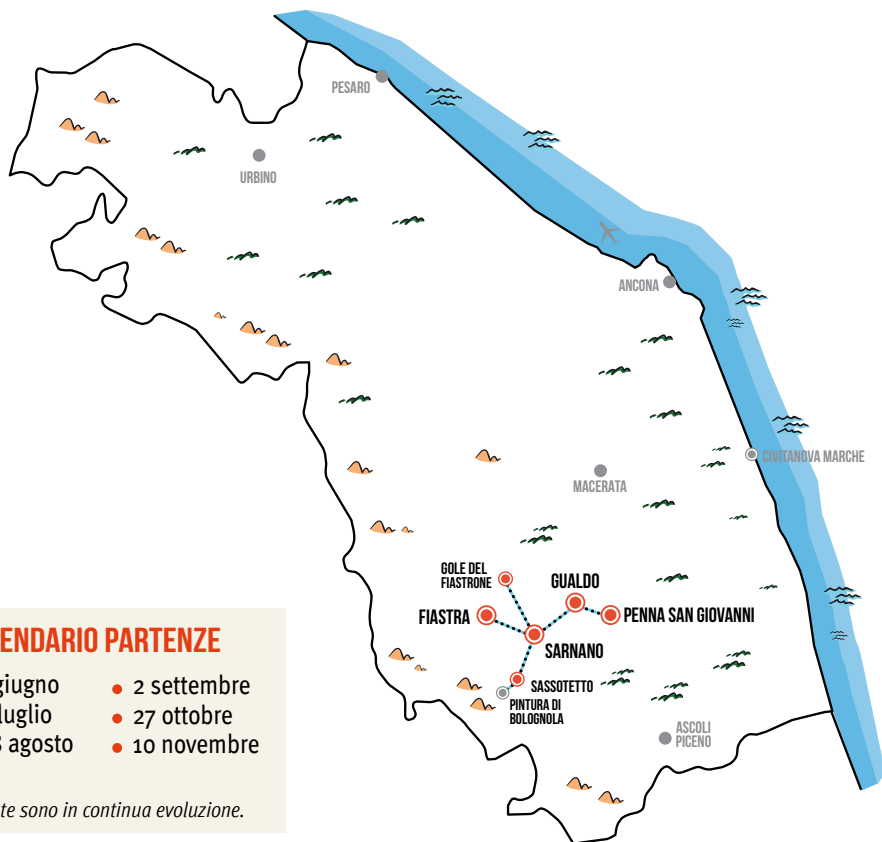 PESARO
URBINO
ANCONA
CIVITANOVA MARCHE
MACERATA
GOLE DEL
FIASTRONE
GUALDO
FIASTRA
PENNA SAN GIOVANNI
SARNANO
SASSOTETTO
PINTURA DI
BOLOGNOLA
ASCOLI
PICENO
ENDARIO PARTENZE
giugno
luglio
agosto
2 settembre
27 ottobre
10 novembre
te sono in continua evoluzione.